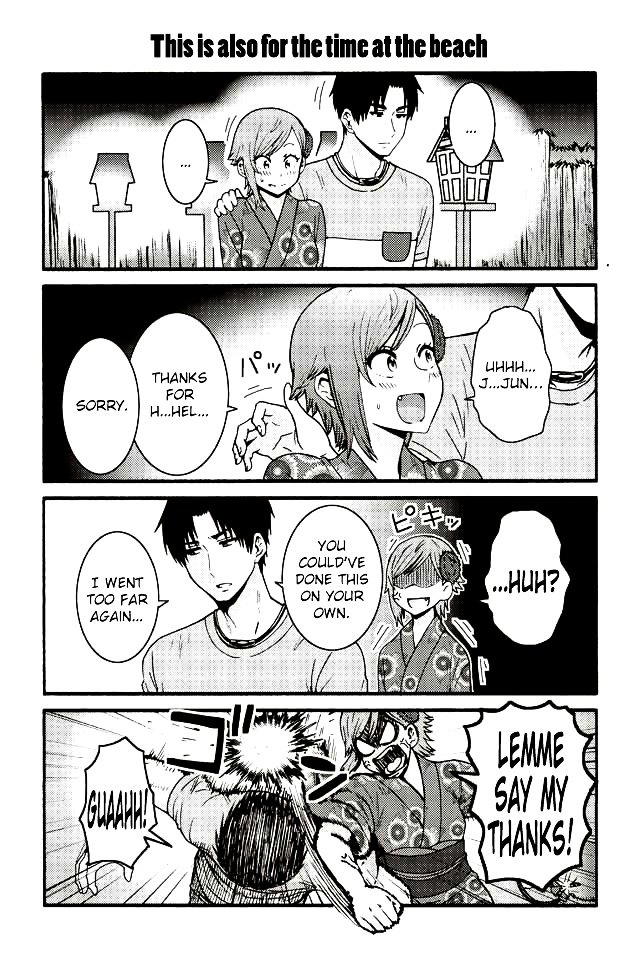 This is also for the time at the beach
...
...
UHHH...
J...JUN...
パッ
THANKS
FOR
H...HEL...
SORRY.
...HUH?
ピキッ
YOU
COULD'VE
DONE THIS
ON YOUR
OWN.
I WENT
TOO FAR
AGAIN...
LEMME
SAY MY
THANKS!
GUAAHH!